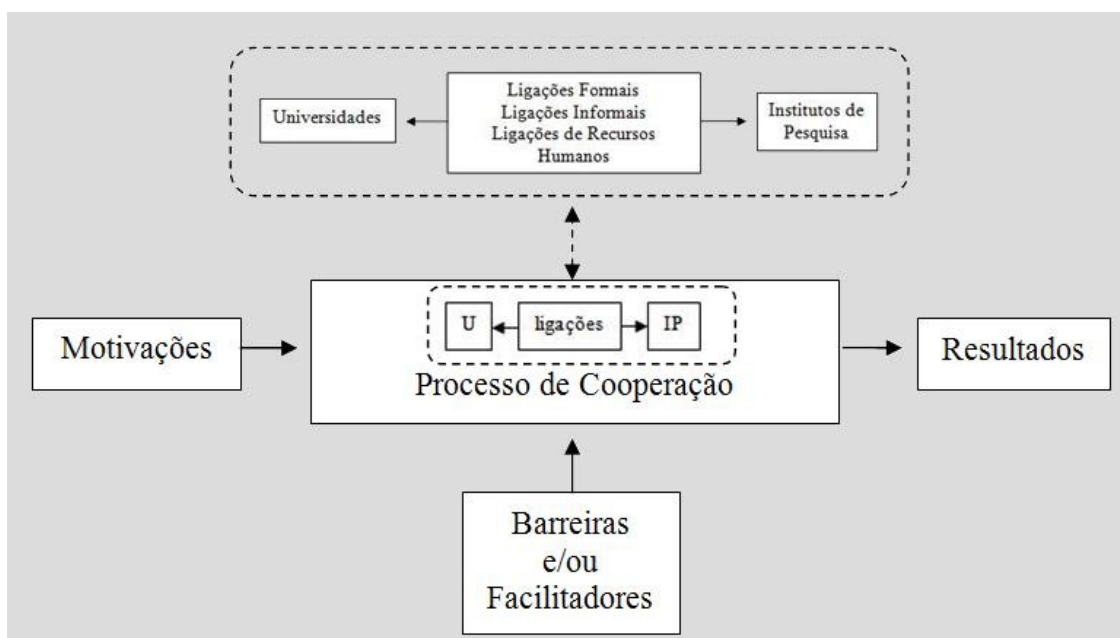 Ligações Formais
Ligações Informais
Ligações de Recursos
Humanos
Universidades
Institutos de
Pesquisa
U
ligações
IP
Processo de Cooperação
Motivações
Resultados
Barreiras
e/ou
Facilitadores